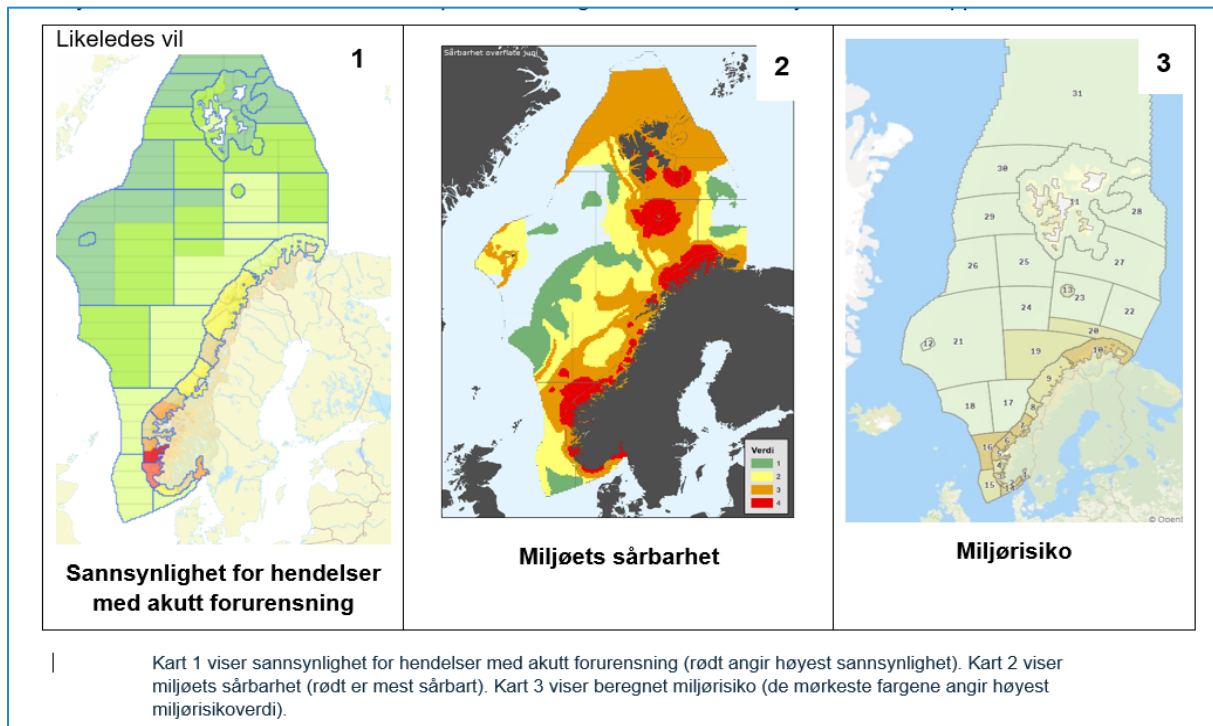 Likeledes vil
1
Sannsynlighet for hendelser
med akutt forurensning
Sårbarhet overflate juni
2
Verdi
1
2
3
4
Miljøets sårbarhet
3
31
30
11
29
28
26
25
27
13
23
24
22
12
21
20
19
10
9
18
17
8
16
15
© OpenI
Miljørisiko
Kart 1 viser sannsynlighet for hendelser med akutt forurensning (rødt angir høyest sannsynlighet). Kart 2 viser
miljøets sårbarhet (rødt er mest sårbart). Kart 3 viser beregnet miljørisiko (de mørkeste fargene angir høyest
miljørisikoverdi).